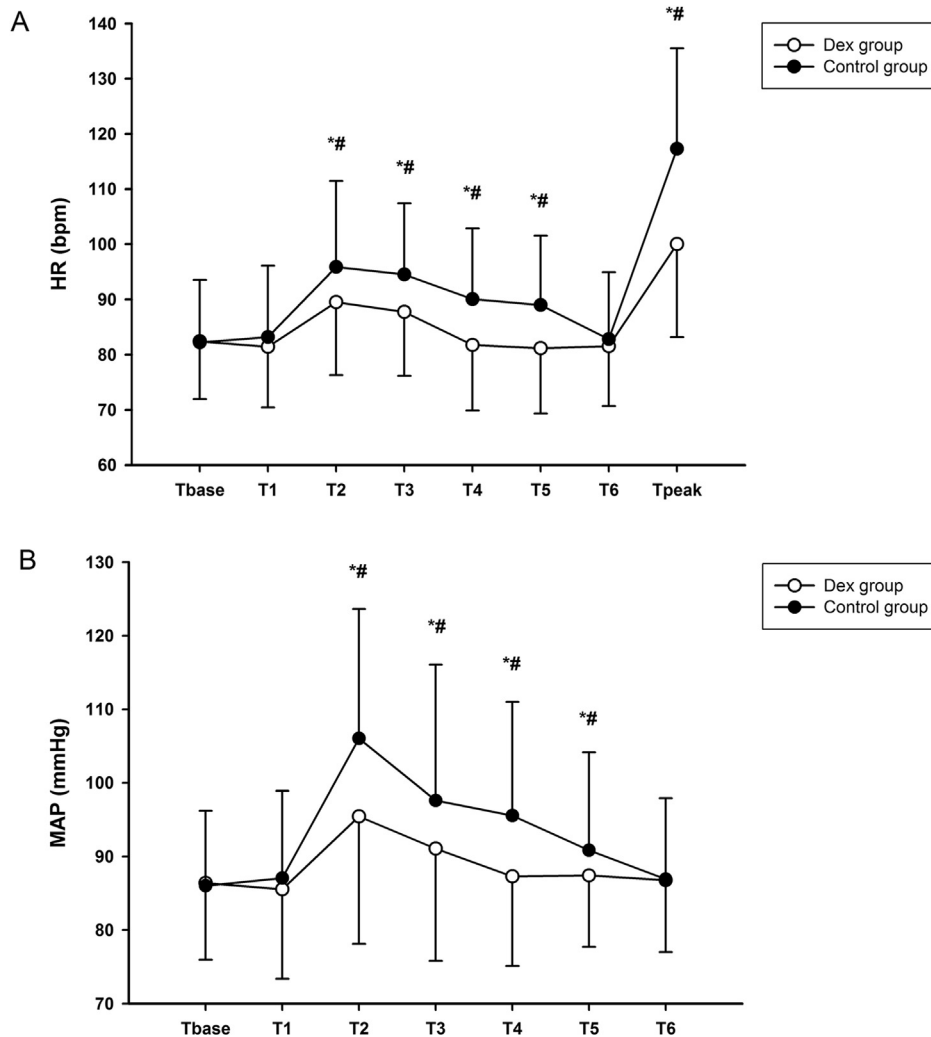 A
HR (bpm)
140
130
120
110
100
90
80
70
60
*#
*#
*#
*#
*#
Tbase T1 T2 T3 T4 T5 T6 Tpeak
Dex group
Control group
B
MAP (mmHg)
130
120
110
100
90
80
70
*#
*#
*#
*#
Tbase T1 T2 T3 T4 T5 T6
Dex group
Control group